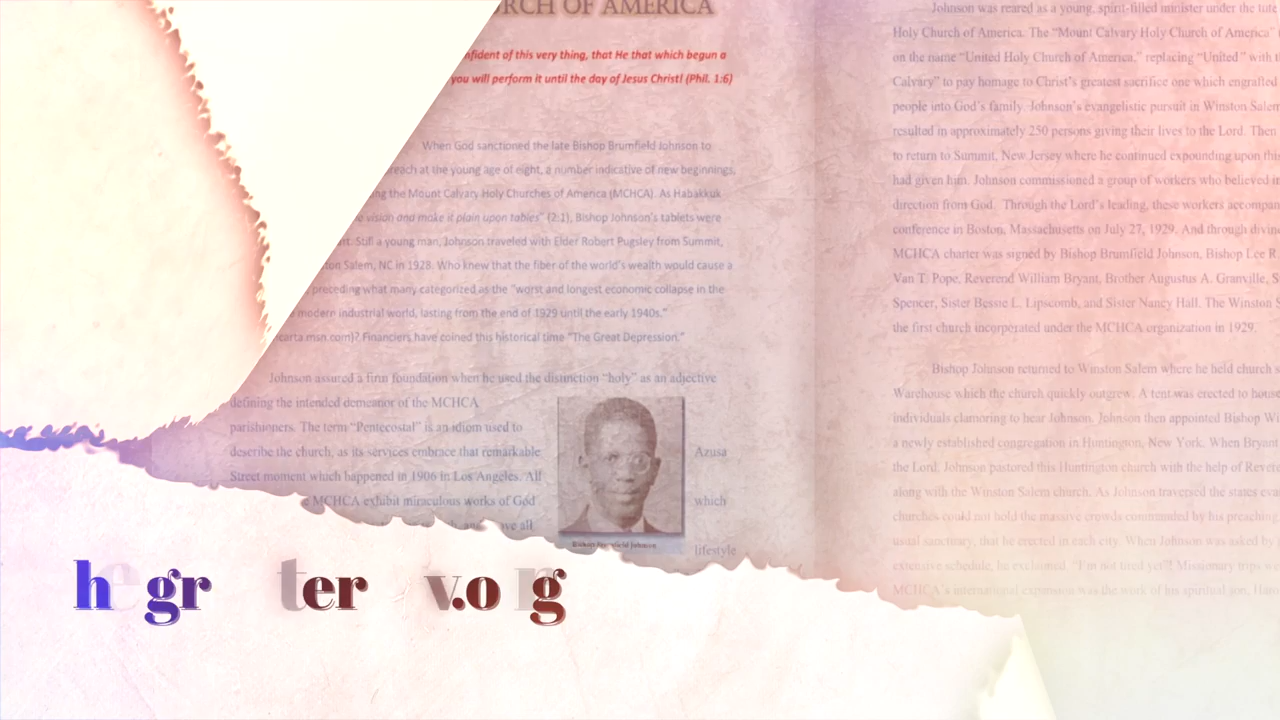 RCH OF AMERICA
nfident of this very thing, that He that which begun a
you will perform it until the day of Jesus Christ! (Phil. 1:6)
When God sanctioned the late Bishop Brumfield Johnson to
reach at the young age of eight, a number indicative of new beginnings,
ng the Mount Calvary Holy Churches of America (MCHCA). As Habakkuk
vision and make it plain upon tables" (2:1), Bishop Johnson's tablets were
Still a young man, Johnson traveled with Elder Robert Pugsley from Summit,
ton Salem, NC in 1928. Who knew that the fiber of the world's wealth would cause a
preceding what many categorized as the "worst and longest economic collapse in the
modern industrial world, lasting from the end of 1929 until the early 1940s."
carta.msn.com)? Financiers have coined this historical time "The Great Depression."
Johnson assured a firm foundation when he used the distinction "holy" as an adjective
defining the intended demeanor of the MCHCA
parishioners. The term "Pentecostal" is an idiom used to
describe the church, as its services embrace that remarkable Azusa
Street moment which happened in 1906 in Los Angeles. All
MCHCA exhibit miraculous works of God which
ve all
lifestyle
Bishop Brumfield Johnson
Johnson was reared as a young, spirit-filled minister under the tute
Holy Church of America. The "Mount Calvary Holy Church of America"
on the name "United Holy Church of America," replacing "United" with
Calvary" to pay homage to Christ's greatest sacrifice one which engrafted
people into God's family. Johnson's evangelistic pursuit in Winston Salem
resulted in approximately 250 persons giving their lives to the Lord. Then
to return to Summit, New Jersey where he continued expounding upon this
had given him. Johnson commissioned a group of workers who believed in
direction from God. Through the Lord's leading, these workers accompan
conference in Boston, Massachusetts on July 27, 1929. And through divine
MCHCA charter was signed by Bishop Brumfield Johnson, Bishop Lee R
Van T. Pope, Reverend William Bryant, Brother Augustus A. Granville, S
Spencer, Sister Bessie L. Lipscomb, and Sister Nancy Hall. The Winston S
the first church incorporated under the MCHCA organization in 1929.
Bishop Johnson returned to Winston Salem where he held church s
Warehouse which the church quickly outgrew. A tent was erected to hous
individuals clamoring to hear Johnson. Johnson then appointed Bishop Wi
a newly established congregation in Huntington, New York. When Bryant
the Lord, Johnson pastored this Huntington church with the help of Revere
along with the Winston Salem church. As Johnson traversed the states eva
churches could not hold the massive crowds commanded by his preaching
usual sanctuary, that he erected in each city. When Johnson was asked by
extensive schedule, he exclaimed, "I'm not tired yet"! Missionary trips we
MCHCA's international expansion was the work of his spiritual son, Haro
he gr ter v.o r g